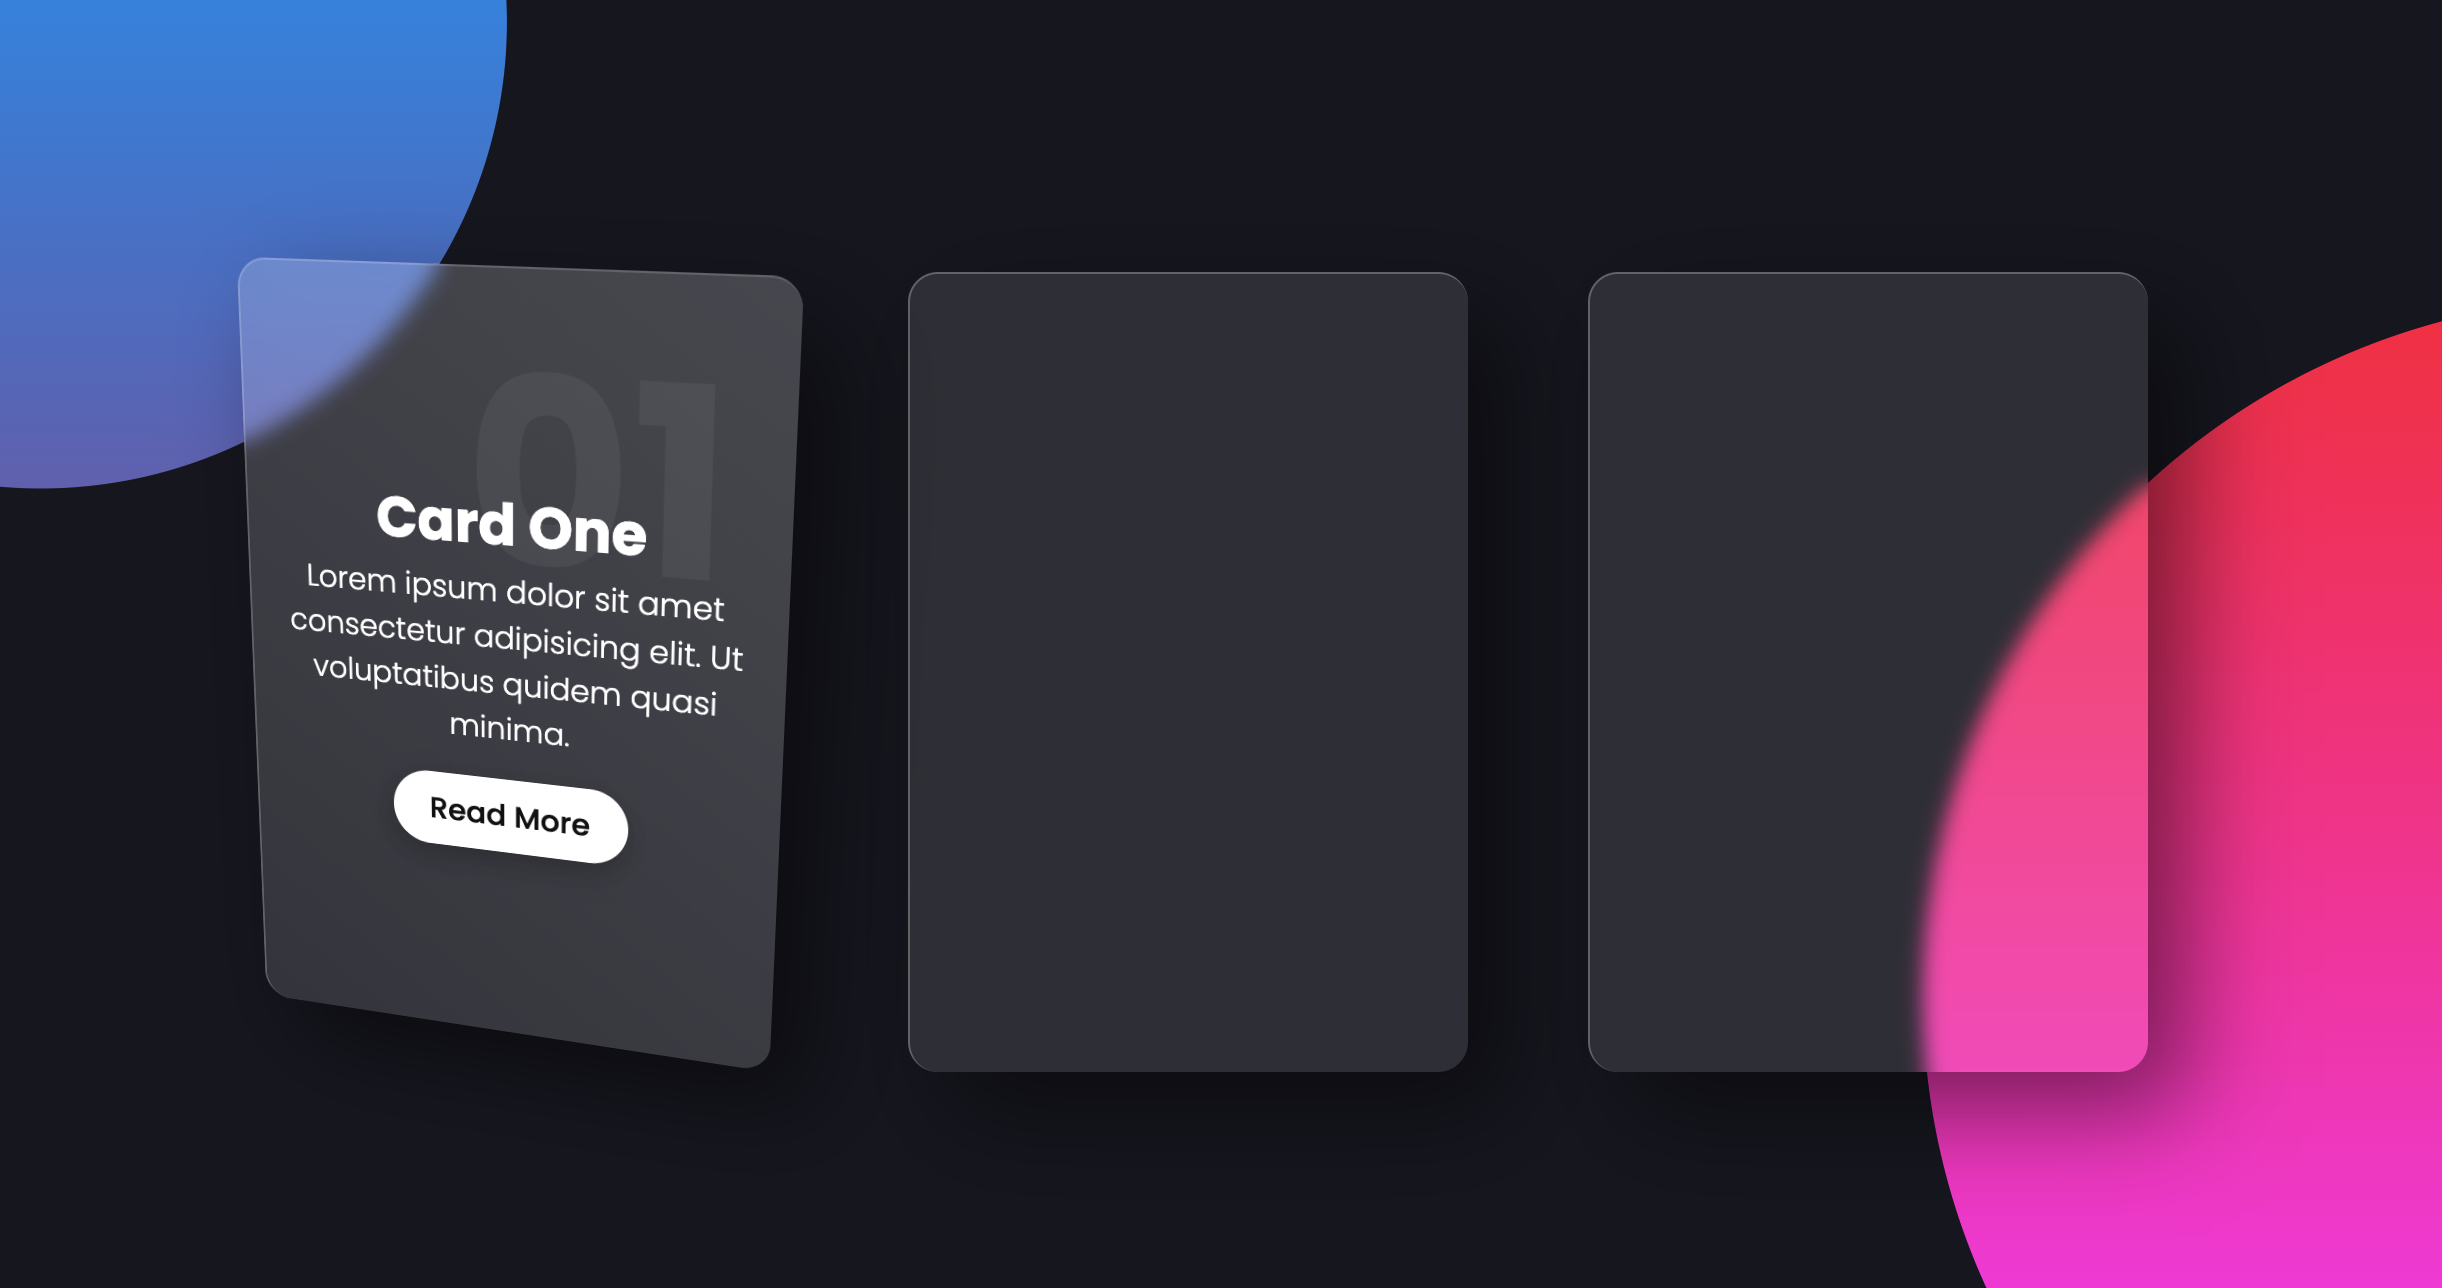 01
Card One
Lorem ipsum dolor sit amet
consectetur adipisicing elit. Ut
voluptatibus quidem quasi
minima.
Read More